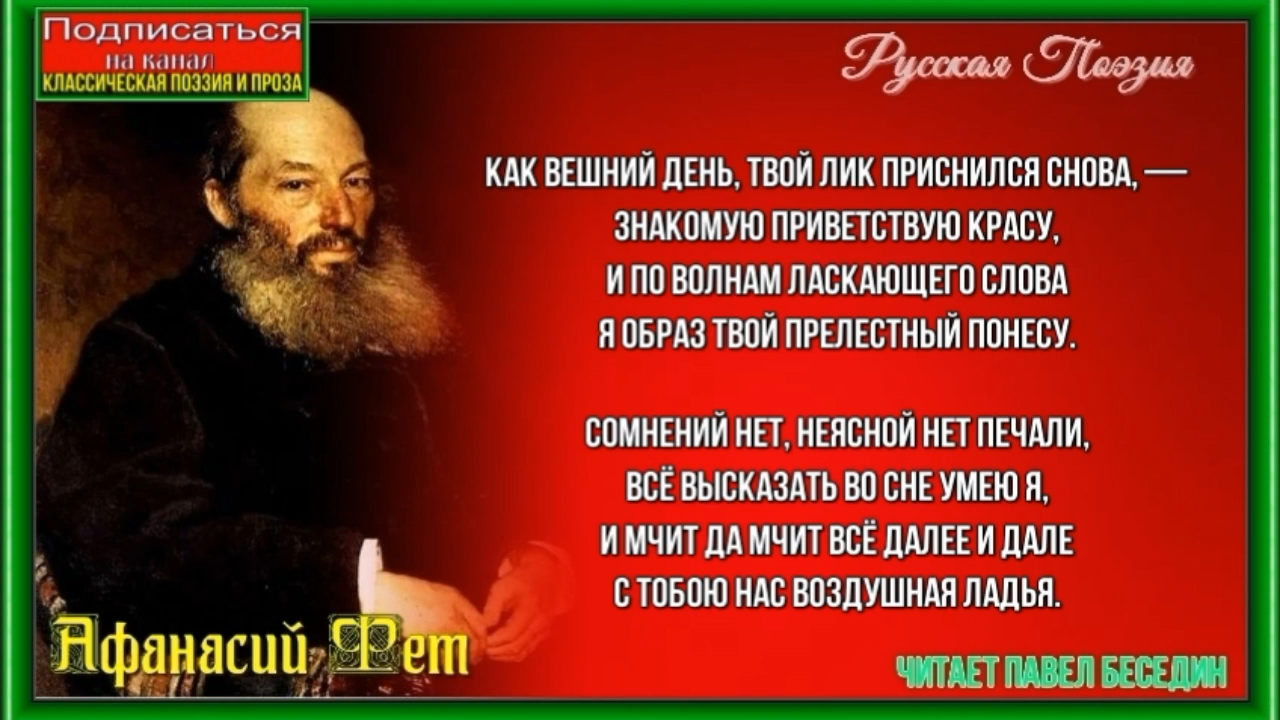 Подписаться
на канал
КЛАССИЧЕСКАЯ ПОЭЗИЯ И ПРОЗА
Русская Поэзия
КАК ВЕШНИЙ ДЕНЬ, ТВОЙ ЛИК ПРИСНИЛСЯ СНОВА, —
ЗНАКОМУЮ ПРИВЕТСТВУЮ КРАСУ,
И ПО ВОЛНАМ ЛАСКАЮЩЕГО СЛОВА
Я ОБРАЗ ТВОЙ ПРЕЛЕСТНЫЙ ПОНЕСУ.
СОМНЕНИЙ НЕТ, НЕЯСНОЙ НЕТ ПЕЧАЛИ,
ВСЁ ВЫСКАЗАТЬ ВО СНЕ УМЕЮ Я,
И МЧИТ ДА МЧИТ ВСЁ ДАЛЕЕ И ДАЛЕ
С ТОБОЮ НАС ВОЗДУШНАЯ ЛАДЬЯ.
Афанасий Фет
ЧИТАЕТ ПАВЕЛ БЕСЕДИН